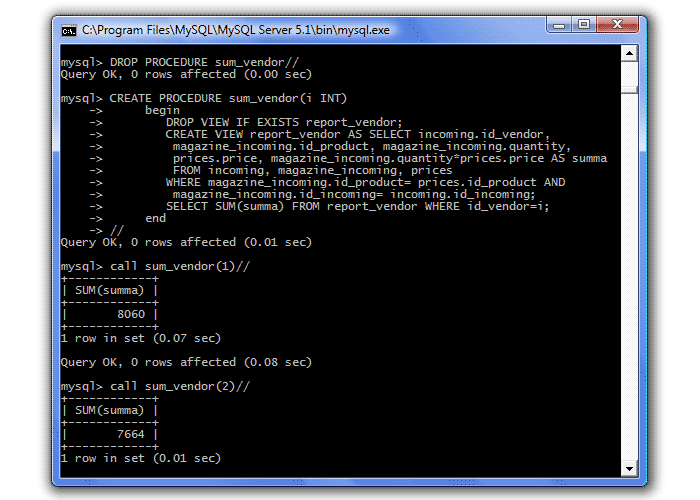 C:\Program Files\MySQL\MySQL Server 5.1\bin\mysql.exe
mysql> DROP PROCEDURE sum_vendor//
Query OK, 0 rows affected (0.00 sec)
mysql> CREATE PROCEDURE sum_vendor(i INT)
    ->      begin
    ->         DROP VIEW IF EXISTS report_vendor;
    ->         CREATE VIEW report_vendor AS SELECT incoming.id_vendor,
    ->          magazine_incoming.id_product, magazine_incoming.quantity,
    ->          prices.price, magazine_incoming.quantity*prices.price AS summa
    ->          FROM incoming, magazine_incoming, prices
    ->         WHERE magazine_incoming.id_product= prices.id_product AND
    ->          magazine_incoming.id_incoming= incoming.id_incoming;
    ->         SELECT SUM(summa) FROM report_vendor WHERE id_vendor=i;
    ->      end
    -> //
Query OK, 0 rows affected (0.01 sec)
mysql> call sum_vendor(1)//
+------------+
| SUM(summa) |
+------------+
|       8060 |
+------------+
1 row in set (0.07 sec)
Query OK, 0 rows affected (0.08 sec)
mysql> call sum_vendor(2)//
+------------+
| SUM(summa) |
+------------+
|       7664 |
+------------+
1 row in set (0.01 sec)